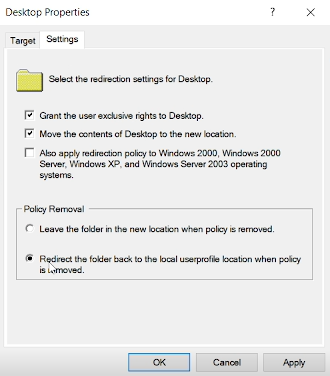 Desktop Properties
?
Target
Settings
Select the redirection settings for Desktop.
Grant the user exclusive rights to Desktop.
Move the contents of Desktop to the new location.
Also apply redirection policy to Windows 2000, Windows 2000
Server, Windows XP, and Windows Server 2003 operating
systems.
Policy Removal
Leave the folder in the new location when policy is removed.
Redirect the folder back to the local userprofile location when policy
is removed.
OK
Cancel
Apply